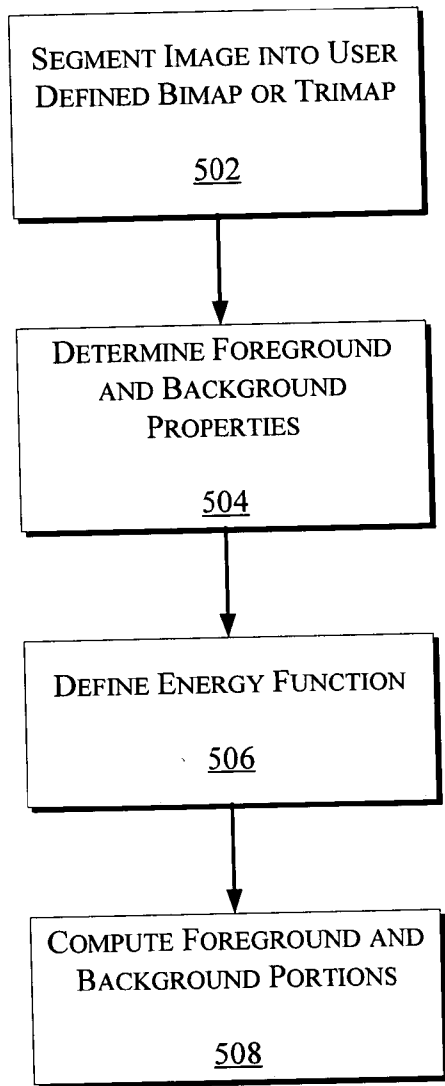 SEGMENT IMAGE INTO USER
DEFINED BIMAP OR TRIMAP
502
DETERMINE FOREGROUND
AND BACKGROUND
PROPERTIES
504
DEFINE ENERGY FUNCTION
506
COMPUTE FOREGROUND AND
BACKGROUND PORTIONS
508